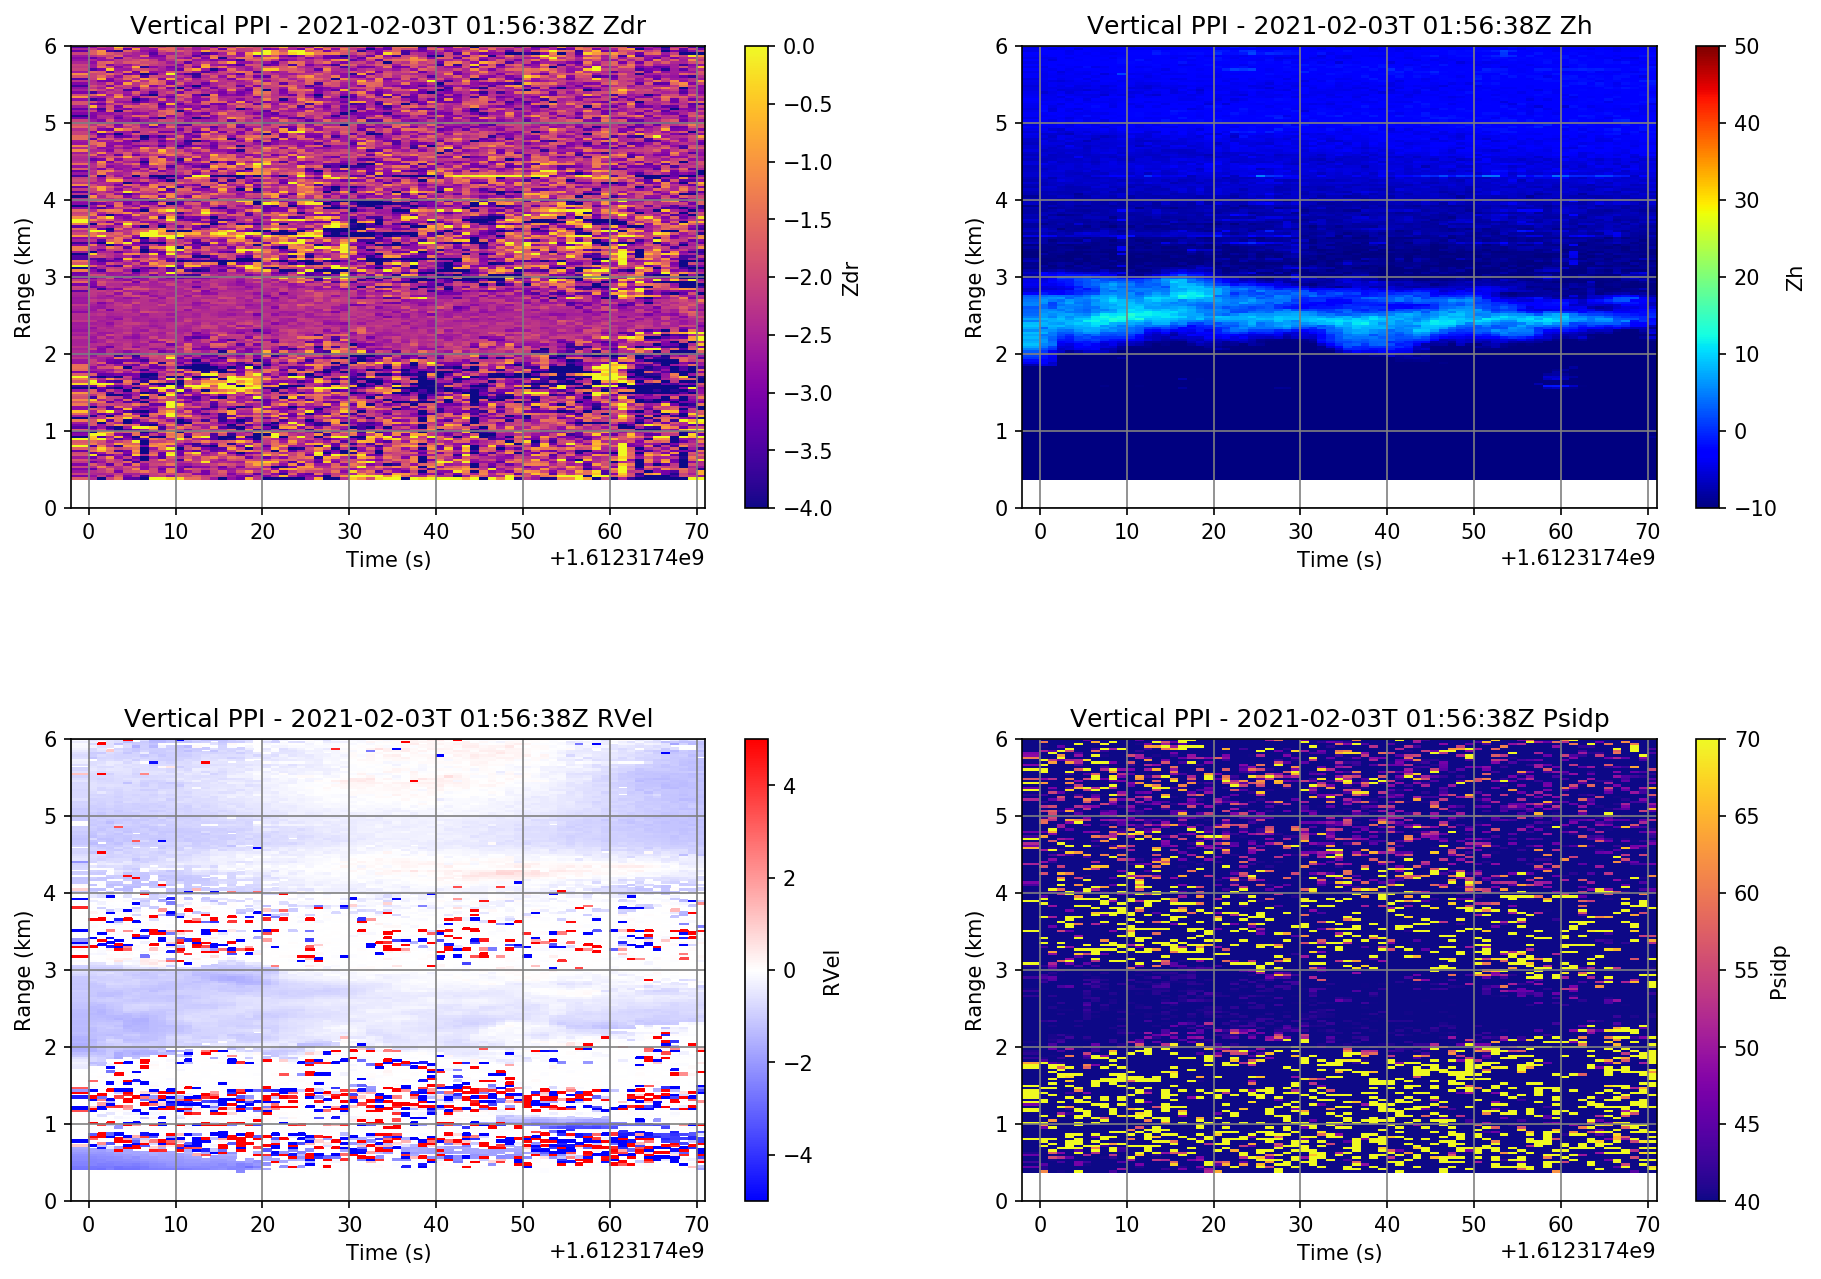 Vertical PPI - 2021-02-03T 01:56:38Z Zdr
6
5
4
3
2
1
0
Range (km)
0 10 20 30 40 50 60 70
Time (s)
+1.6123174e9
0.0
−0.5
−1.0
−1.5
−2.0
−2.5
−3.0
−3.5
−4.0
Zdr
Vertical PPI - 2021-02-03T 01:56:38Z Zh
6
5
4
3
2
1
0
Range (km)
0 10 20 30 40 50 60 70
Time (s)
+1.6123174e9
50
40
30
20
10
0
−10
Zh
Vertical PPI - 2021-02-03T 01:56:38Z RVel
6
5
4
3
2
1
0
Range (km)
0 10 20 30 40 50 60 70
Time (s)
+1.6123174e9
4
2
0
−2
−4
RVel
Vertical PPI - 2021-02-03T 01:56:38Z Psidp
6
5
4
3
2
1
0
Range (km)
0 10 20 30 40 50 60 70
Time (s)
+1.6123174e9
70
65
60
55
50
45
40
Psidp